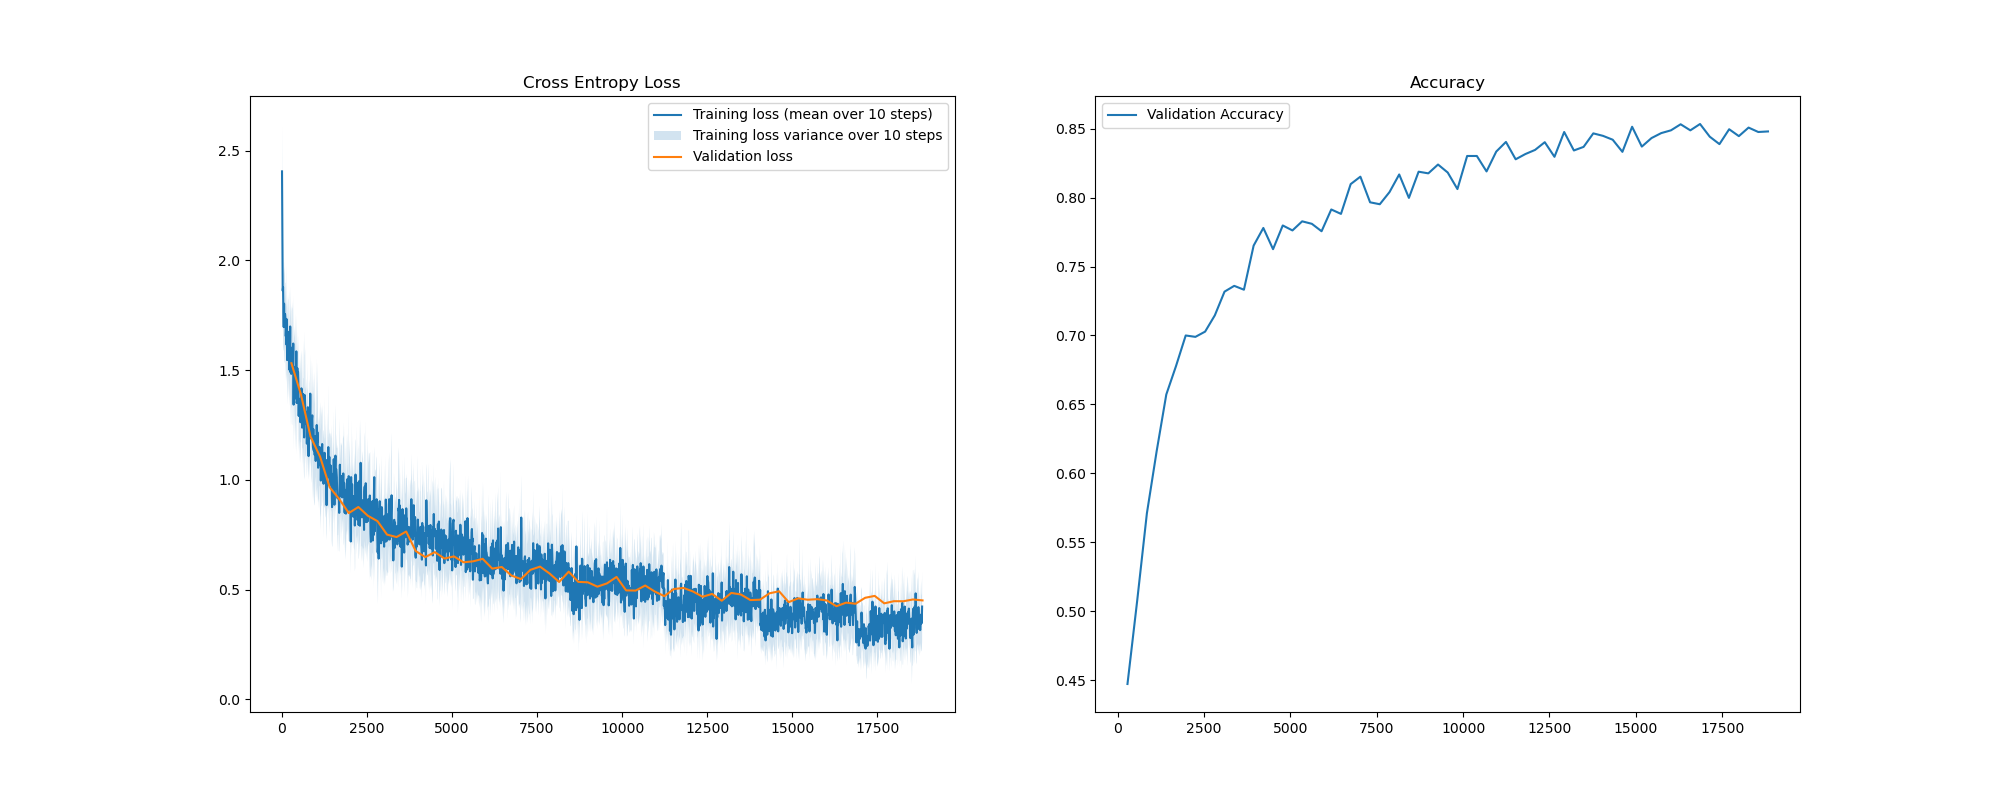 Cross Entropy Loss
Training loss (mean over 10 steps)
Training loss variance over 10 steps
Validation loss
2.5
2.0
1.5
1.0
0.5
0.0
0 2500 5000 7500 10000 12500 15000 17500
Accuracy
Validation Accuracy
0.85
0.80
0.75
0.70
0.65
0.60
0.55
0.50
0.45
0 2500 5000 7500 10000 12500 15000 17500